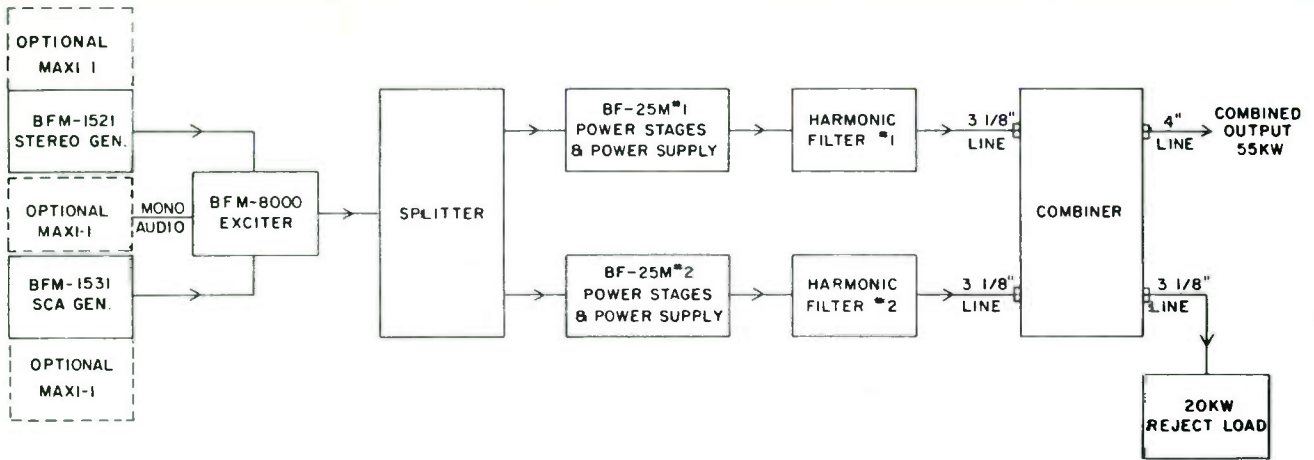 OPTIONAL
MAXI-1
BFM-1521
STEREO GEN.
OPTIONAL
MAXI-1
MONO
AUDIO
BFM-1531
SCA GEN.
OPTIONAL
MAXI-1
BFM-8000
EXCITER
SPLITTER
BF-25M#1
POWER STAGES
& POWER SUPPLY
BF-25M#2
POWER STAGES
& POWER SUPPLY
HARMONIC
FILTER #1
HARMONIC
FILTER #2
3 1/8"
LINE
3 1/8"
LINE
COMBINER
4"
LINE
COMBINED
OUTPUT
55KW
3 1/8"
LINE
20KW
REJECT LOAD